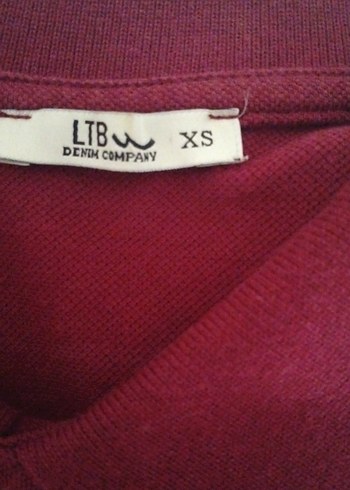 LTB XS
DENIM COMPANY